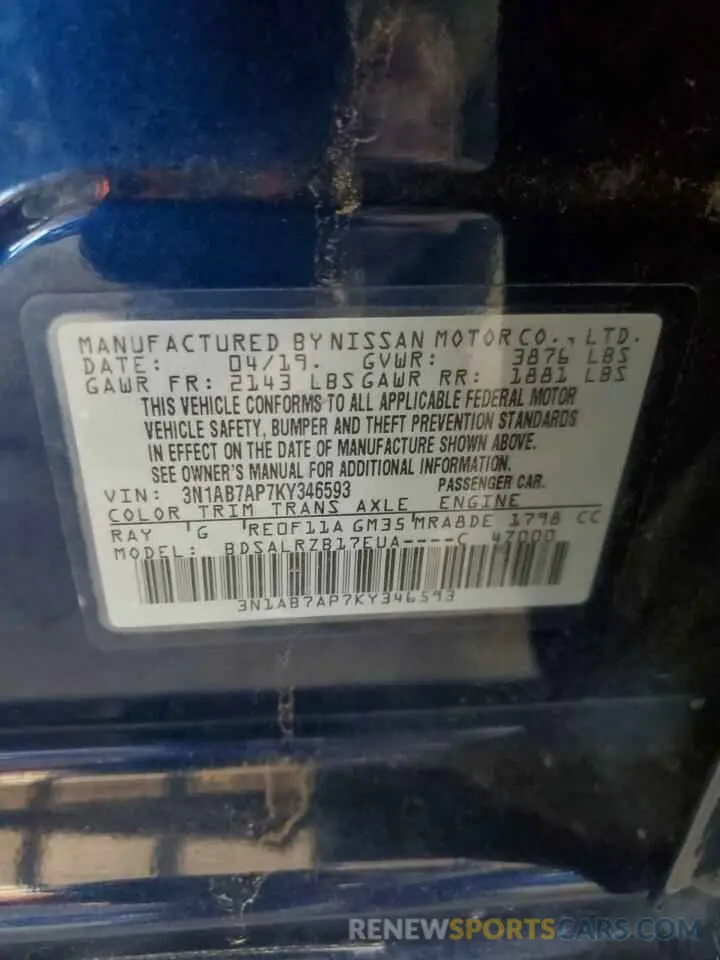 MANUFACTURED BY NISSAN MOTOR CO., LTD.
DATE: 04/19. GVWR: 3876 LBS
GAWR FR: 2143 LBS GAWR RR: 1881 LBS
THIS VEHICLE CONFORMS TO ALL APPLICABLE FEDERAL MOTOR
VEHICLE SAFETY, BUMPER AND THEFT PREVENTION STANDARDS
IN EFFECT ON THE DATE OF MANUFACTURE SHOWN ABOVE.
SEE OWNER'S MANUAL FOR ADDITIONAL INFORMATION.
VIN: 3N1AB7AP7KY346593 PASSENGER CAR.
COLOR TRIM TRANS AXLE ENGINE
RAY G RE0F11A GM35 MRA8DE 1798 CC
MODEL: BDSALRZB17EUA----C 47000
3N1AB7AP7KY346593
RENEWSPORTSCARS.COM